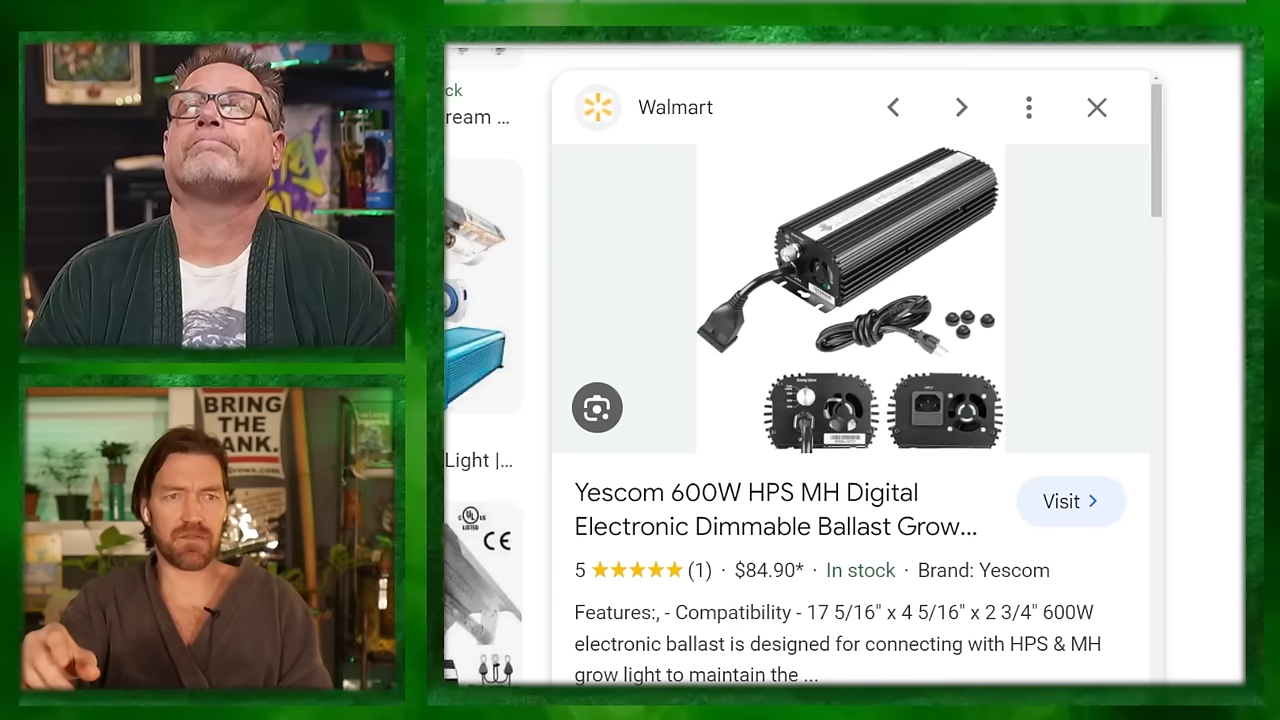 BRING
THE
ck
ream ...
Light |...
UL
LISTED
CE
Walmart
Yescom 600W HPS MH Digital
Electronic Dimmable Ballast Grow...
Visit
5 ★★★★★ (1) · $84.90* · In stock · Brand: Yescom
Features:, - Compatibility - 17 5/16" x 4 5/16" x 2 3/4" 600W
electronic ballast is designed for connecting with HPS & MH
grow light to maintain the ...